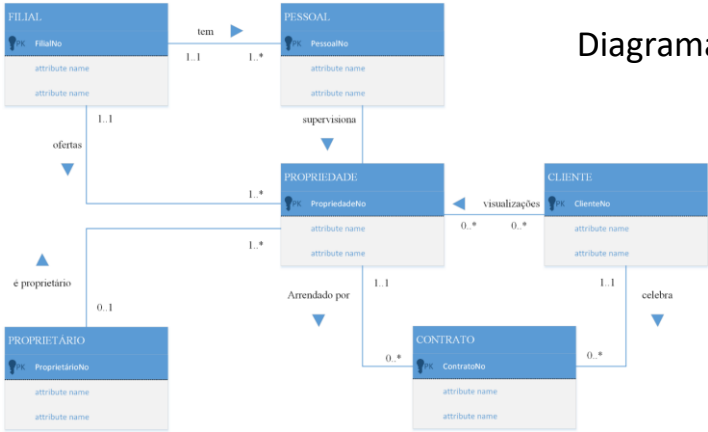 FILIAL
PK FilialNo
attribute name
attribute name
tem
1..1
1..*
PESSOAL
PK PessoalNo
attribute name
attribute name
Diagrama
1..1
ofertas
1..*
supervisiona
PROPRIEDADE
PK PropriedadeNo
attribute name
attribute name
visualizações
0..*
0..*
CLIENTE
PK ClienteNo
attribute name
attribute name
1..*
é proprietário
0..1
Arrendado por
1..1
0..*
1..1
celebra
0..*
PROPRIETÁRIO
PK ProprietárioNo
attribute name
attribute name
CONTRATO
PK ContratoNo
attribute name
attribute name